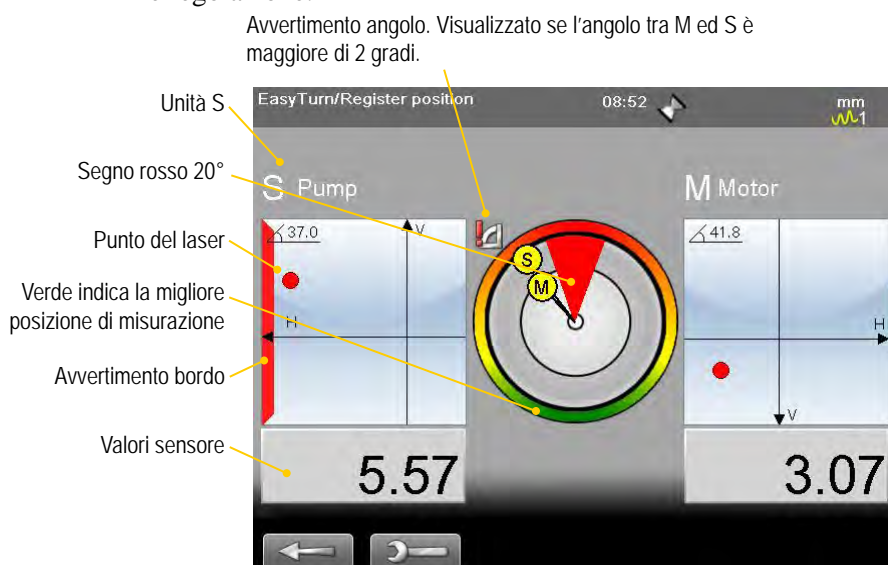 Avvertimento angolo. Visualizzato se l'angolo tra M ed S è
maggiore di 2 gradi.
Unità S
Segno rosso 20°
Punto del laser
Verde indica la migliore
posizione di misurazione
Avvertimento bordo
Valori sensore
EasyTurn/Register position
08:52
mm
1
S Pump
M Motor
37.0
V
H
S
M
41.8
H
V
5.57
3.07